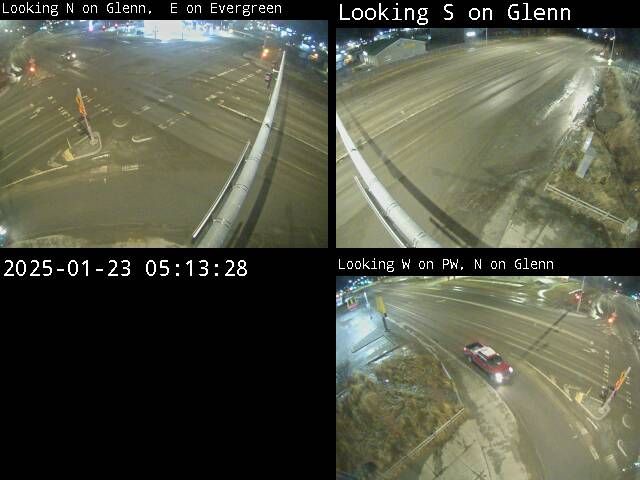 Looking N on Glenn, E on Evergreen
Looking S on Glenn
2025-01-23 05:13:28
Looking W on PW, N on Glenn